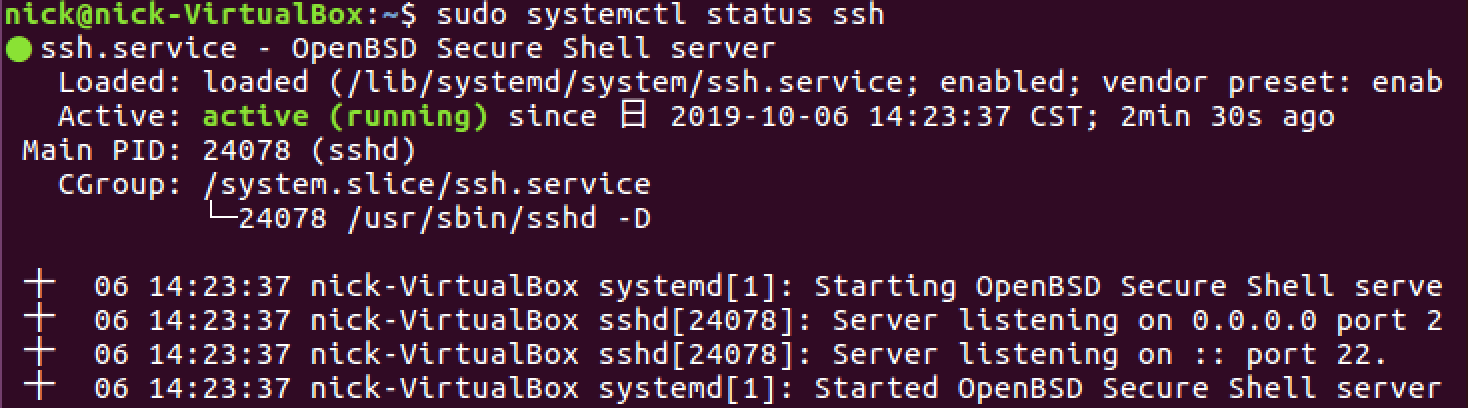 nick@nick-VirtualBox:~$ sudo systemctl status ssh
● ssh.service - OpenBSD Secure Shell server
   Loaded: loaded (/lib/systemd/system/ssh.service; enabled; vendor preset: enab
   Active: active (running) since 日 2019-10-06 14:23:37 CST; 2min 30s ago
 Main PID: 24078 (sshd)
   CGroup: /system.slice/ssh.service
           └─24078 /usr/sbin/sshd -D
十  06 14:23:37 nick-VirtualBox systemd[1]: Starting OpenBSD Secure Shell serve
十  06 14:23:37 nick-VirtualBox sshd[24078]: Server listening on 0.0.0.0 port 2
十  06 14:23:37 nick-VirtualBox sshd[24078]: Server listening on :: port 22.
十  06 14:23:37 nick-VirtualBox systemd[1]: Started OpenBSD Secure Shell server